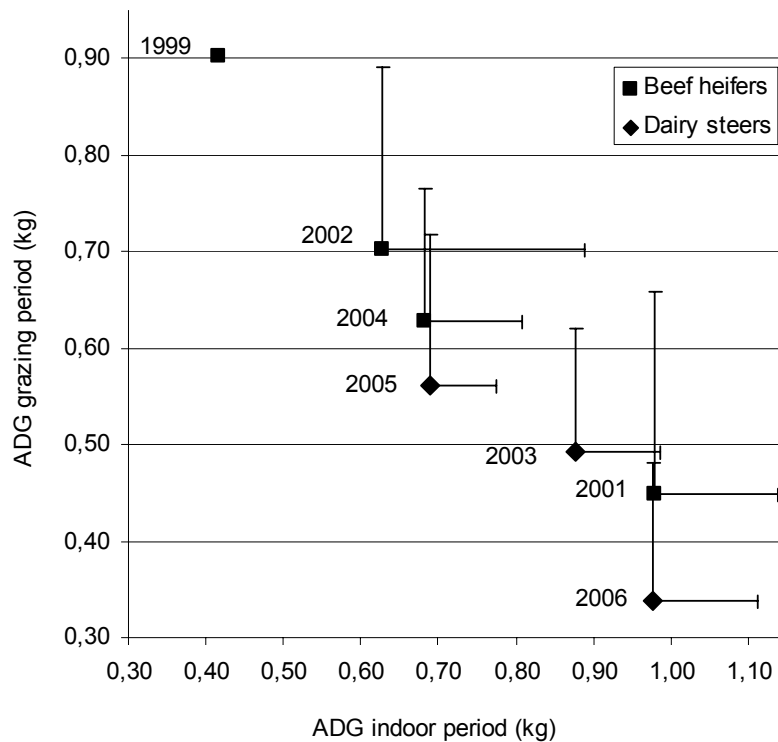 0,90
0,80
0,70
0,60
0,50
0,40
0,30
ADG grazing period (kg)
1999
2002
2004
2005
2003
2001
2006
Beef heifers
Dairy steers
0,30 0,40 0,50 0,60 0,70 0,80 0,90 1,00 1,10
ADG indoor period (kg)